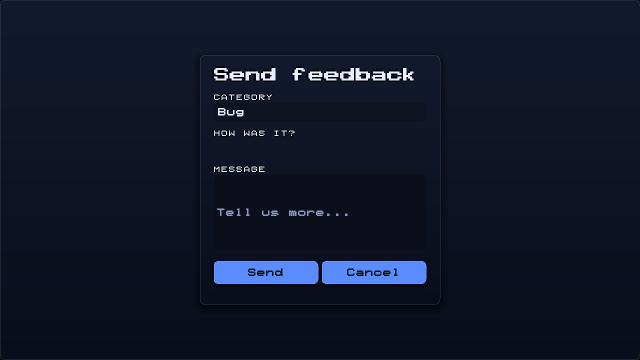 Send feedback
CATEGORY
Bug
HOW WAS IT?
MESSAGE
Tell us more...
Send Cancel